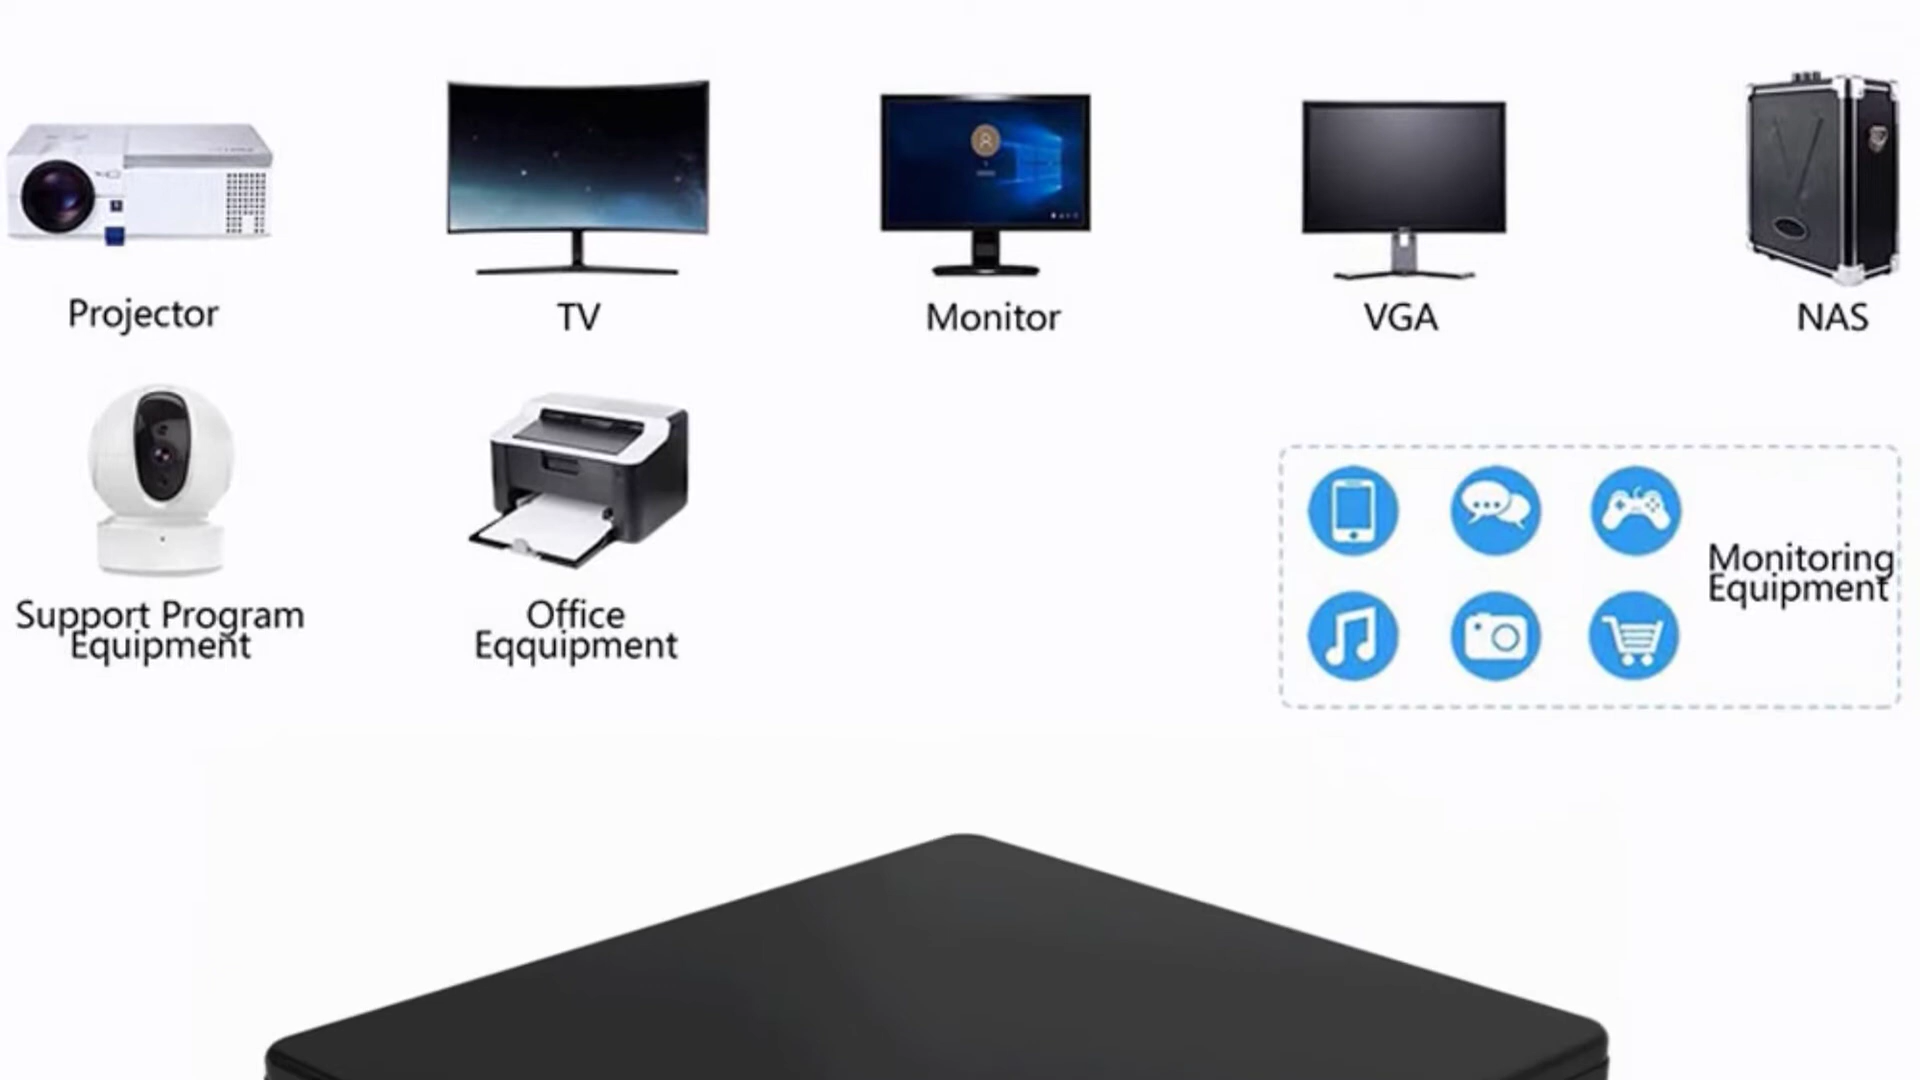 Projector
TV
Monitor
VGA
NAS
Support Program
Equipment
Office
Eqquipment
Monitoring
Equipment